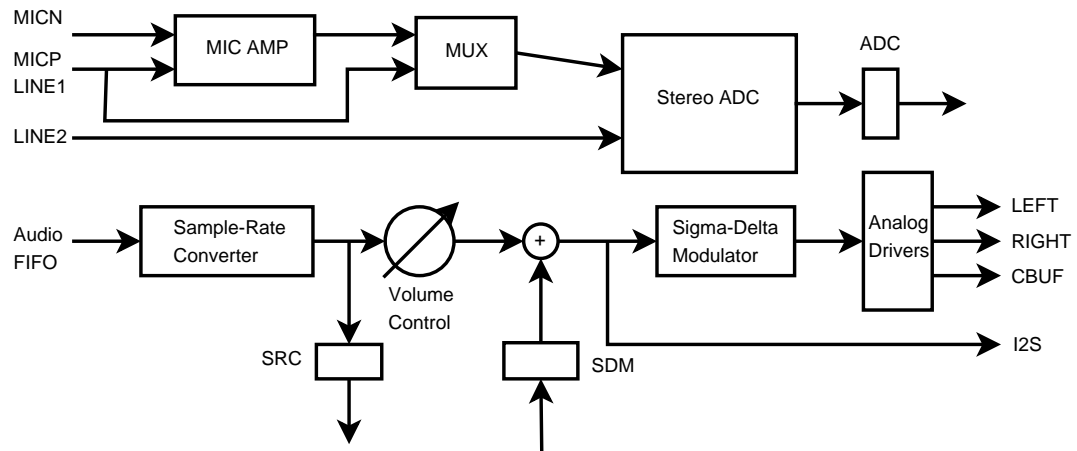 MICN
MIC AMP
MUX
ADC
MICP
LINE1
Stereo ADC
LINE2
Audio
FIFO
Sample-Rate
Converter
Volume
Control
+
Sigma-Delta
Modulator
Analog
Drivers
LEFT
RIGHT
CBUF
SRC
SDM
I2S